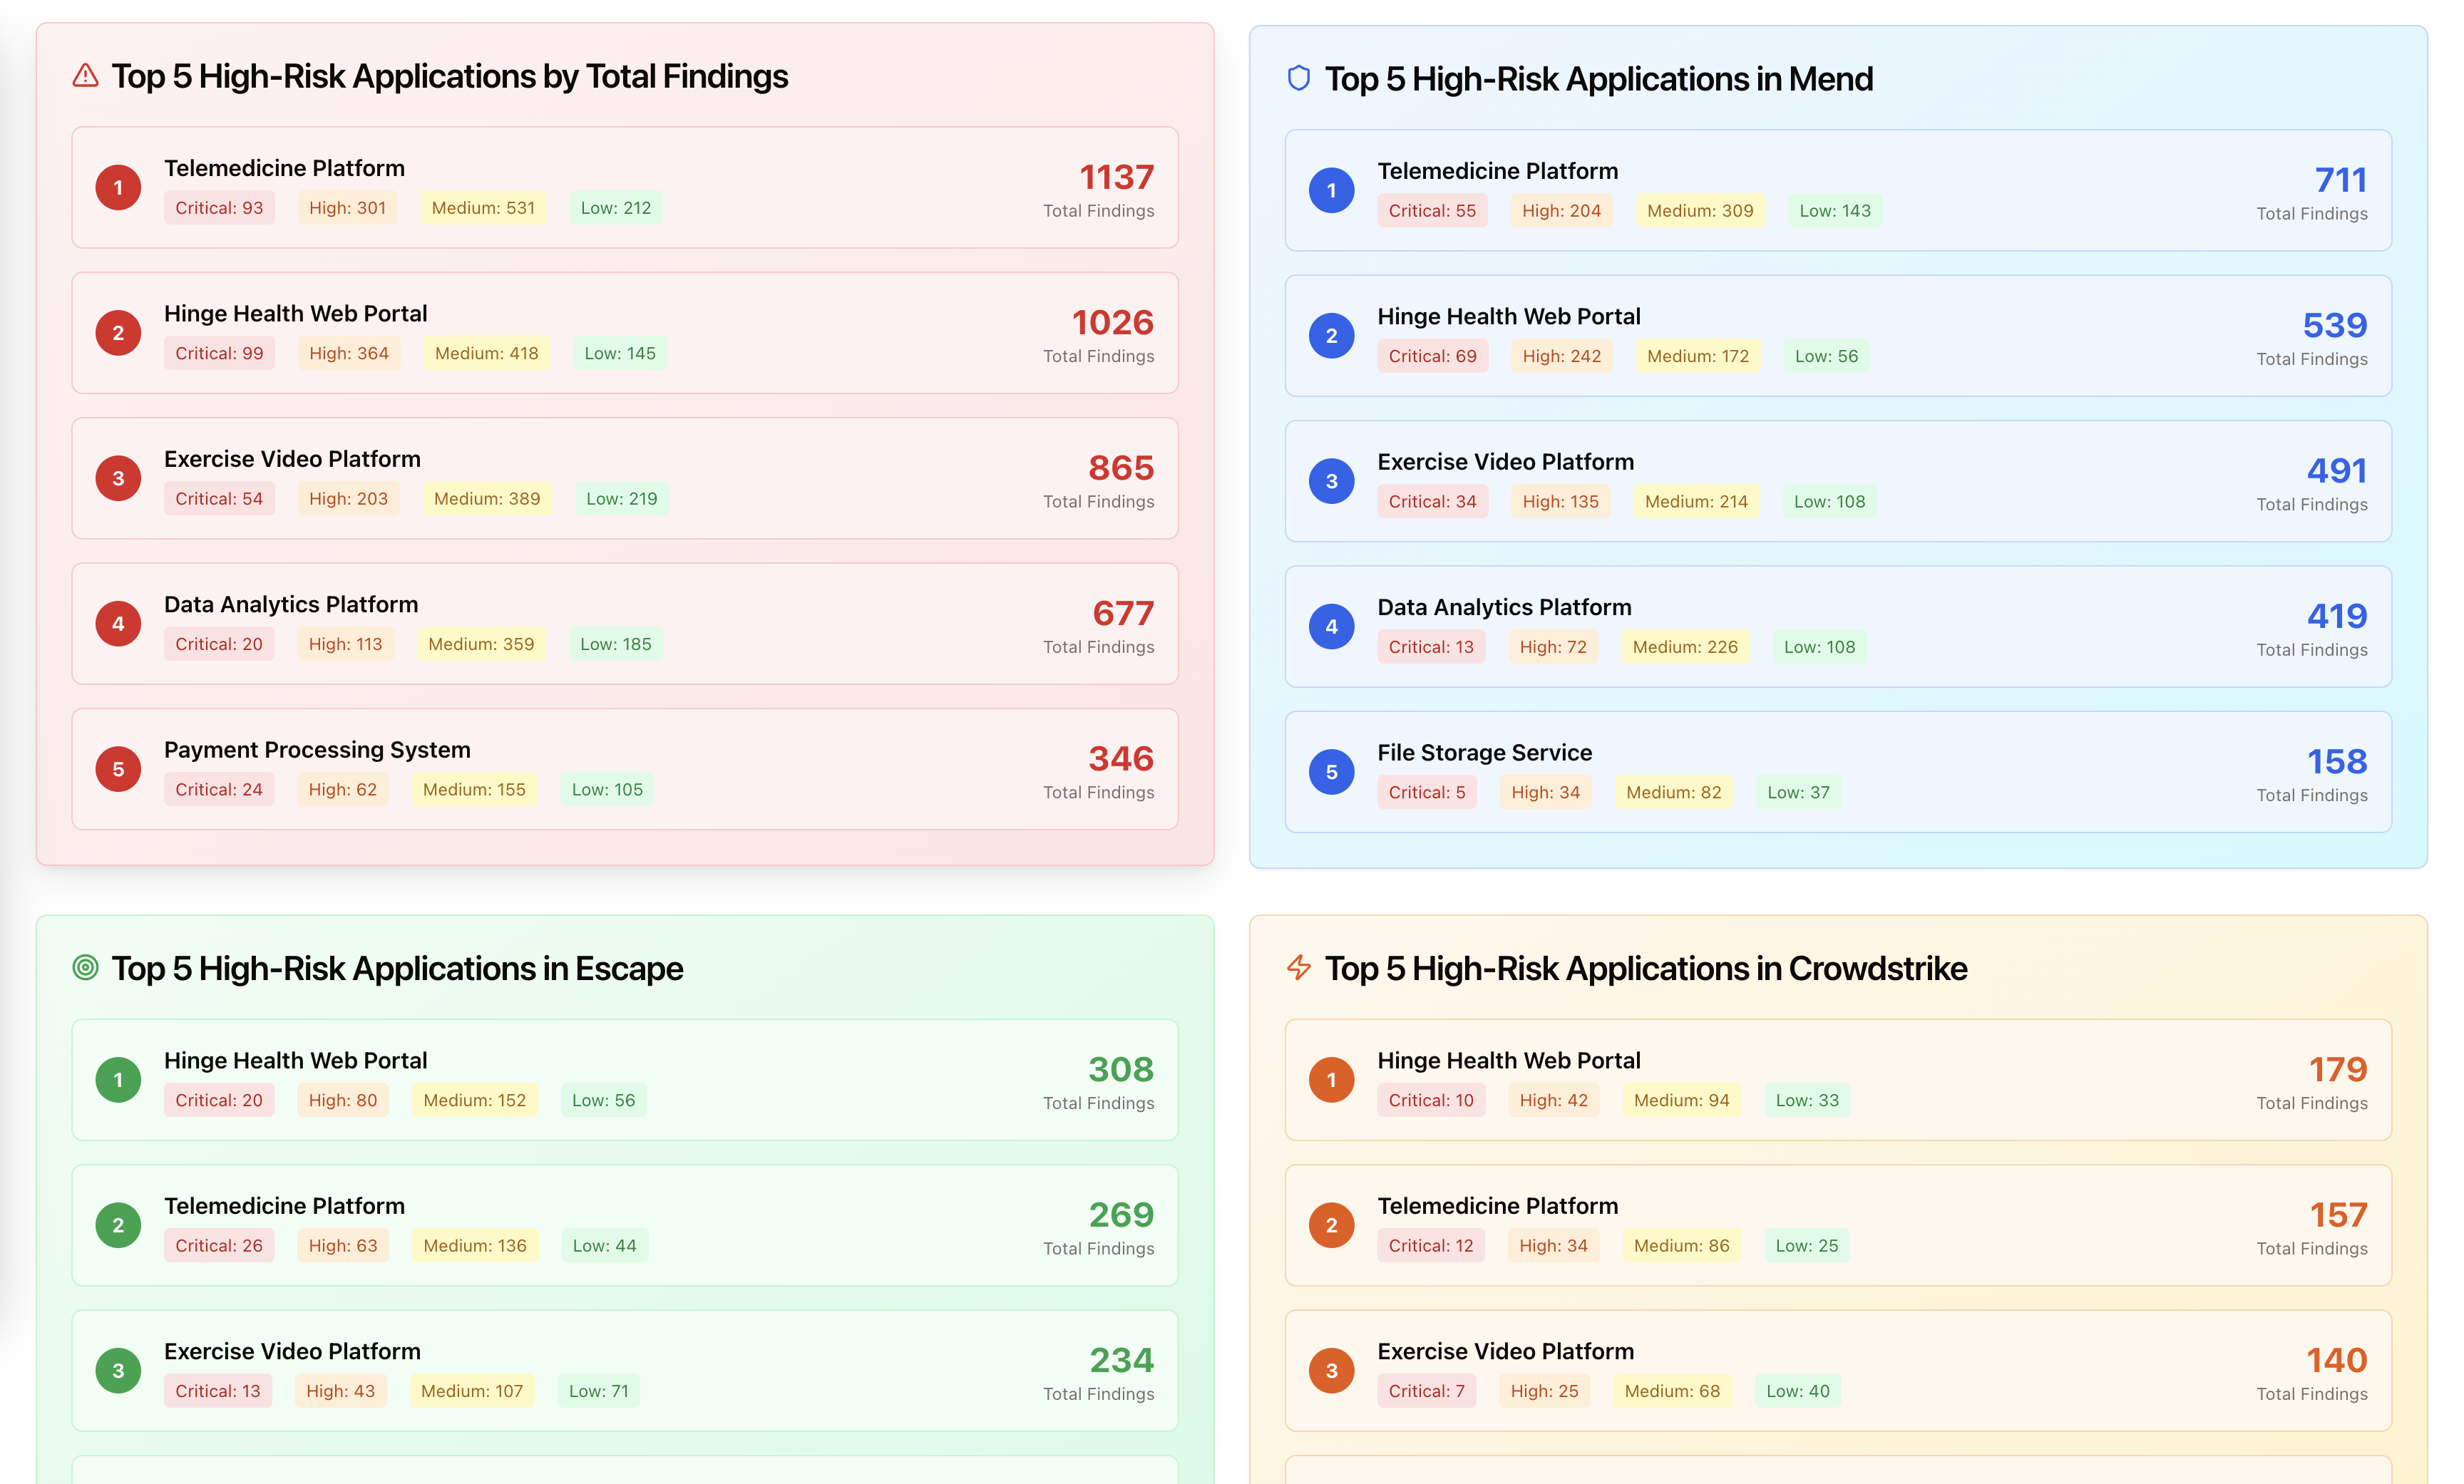 Top 5 High-Risk Applications by Total Findings
1
Telemedicine Platform
Critical: 93 High: 301 Medium: 531 Low: 212
1137
Total Findings
2
Hinge Health Web Portal
Critical: 99 High: 364 Medium: 418 Low: 145
1026
Total Findings
3
Exercise Video Platform
Critical: 54 High: 203 Medium: 389 Low: 219
865
Total Findings
4
Data Analytics Platform
Critical: 20 High: 113 Medium: 359 Low: 185
677
Total Findings
5
Payment Processing System
Critical: 24 High: 62 Medium: 155 Low: 105
346
Total Findings
Top 5 High-Risk Applications in Mend
1
Telemedicine Platform
Critical: 55 High: 204 Medium: 309 Low: 143
711
Total Findings
2
Hinge Health Web Portal
Critical: 69 High: 242 Medium: 172 Low: 56
539
Total Findings
3
Exercise Video Platform
Critical: 34 High: 135 Medium: 214 Low: 108
491
Total Findings
4
Data Analytics Platform
Critical: 13 High: 72 Medium: 226 Low: 108
419
Total Findings
5
File Storage Service
Critical: 5 High: 34 Medium: 82 Low: 37
158
Total Findings
Top 5 High-Risk Applications in Escape
1
Hinge Health Web Portal
Critical: 20 High: 80 Medium: 152 Low: 56
308
Total Findings
2
Telemedicine Platform
Critical: 26 High: 63 Medium: 136 Low: 44
269
Total Findings
3
Exercise Video Platform
Critical: 13 High: 43 Medium: 107 Low: 71
234
Total Findings
Top 5 High-Risk Applications in Crowdstrike
1
Hinge Health Web Portal
Critical: 10 High: 42 Medium: 94 Low: 33
179
Total Findings
2
Telemedicine Platform
Critical: 12 High: 34 Medium: 86 Low: 25
157
Total Findings
3
Exercise Video Platform
Critical: 7 High: 25 Medium: 68 Low: 40
140
Total Findings